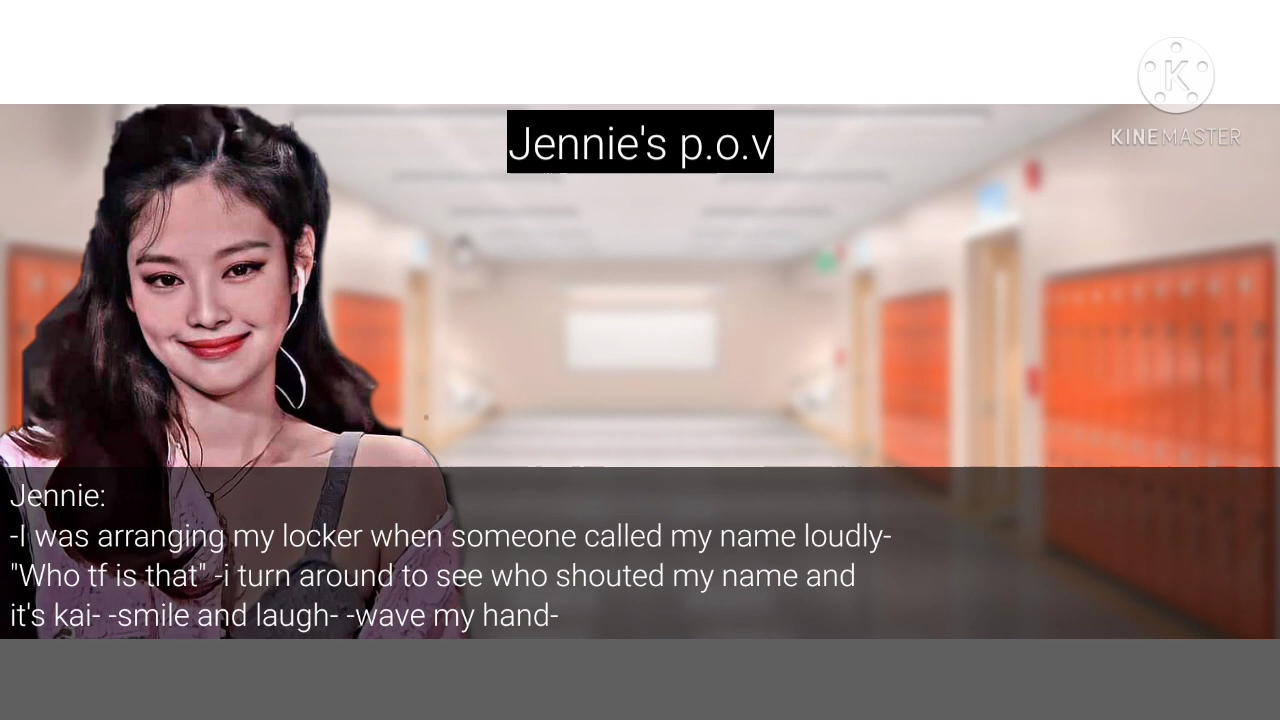 Jennie's p.o.v
K
KINEMASTER
Jennie:
-I was arranging my locker when someone called my name loudly-
"Who tf is that" -i turn around to see who shouted my name and
it's kai- -smile and laugh- -wave my hand-